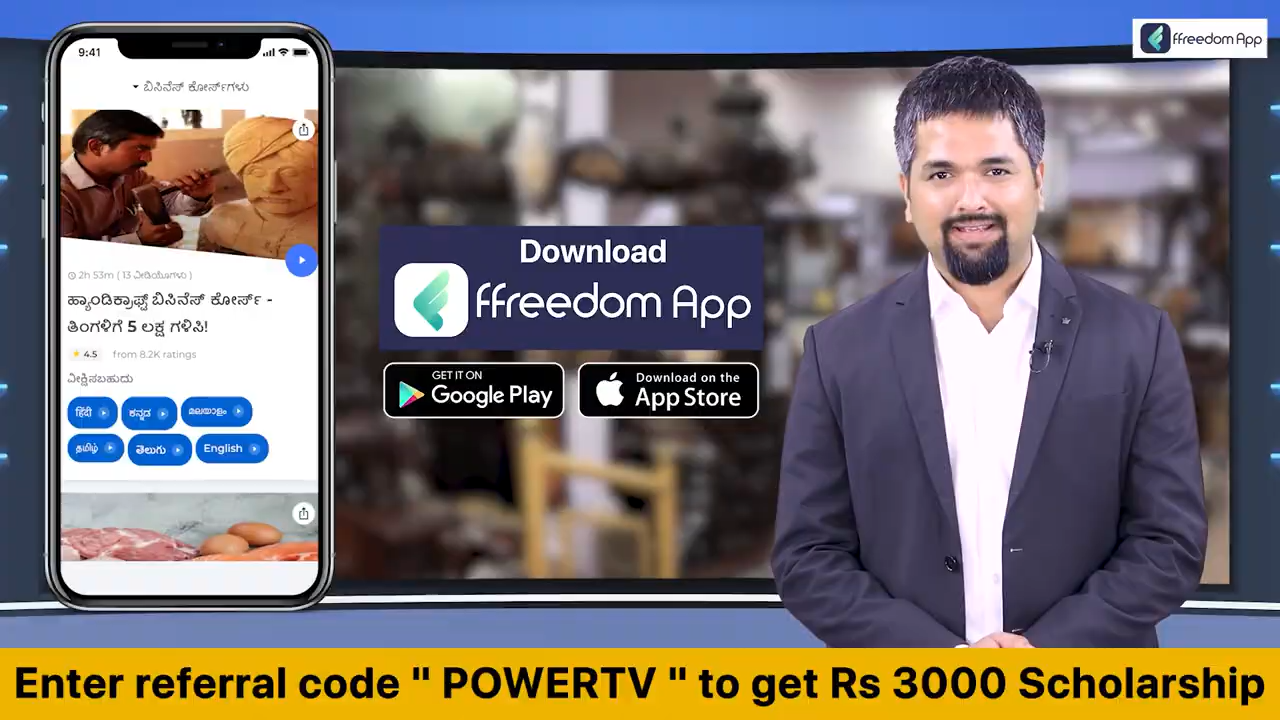 9:41
ಬಿಸಿನೆಸ್ ಕೋರ್ಸ್‌ಗಳು
2h 53m ( 13 ವೀಡಿಯೊಗಳು )
ಹ್ಯಾಂಡಿಕ್ರಾಫ್ಟ್ ಬಿಸಿನೆಸ್ ಕೋರ್ಸ್ -
ತಿಂಗಳಿಗೆ 5 ಲಕ್ಷ ಗಳಿಸಿ!
4.5 from 8.2K ratings
ವೀಕ್ಷಿಸಬಹುದು
हिंदी ಕನ್ನಡ മലയാളം
தமிழ் తెలుగు English
Download
ffreedom App
GET IT ON
Google Play
Download on the
App Store
ffreedom App
Enter referral code " POWERTV " to get Rs 3000 Scholarship